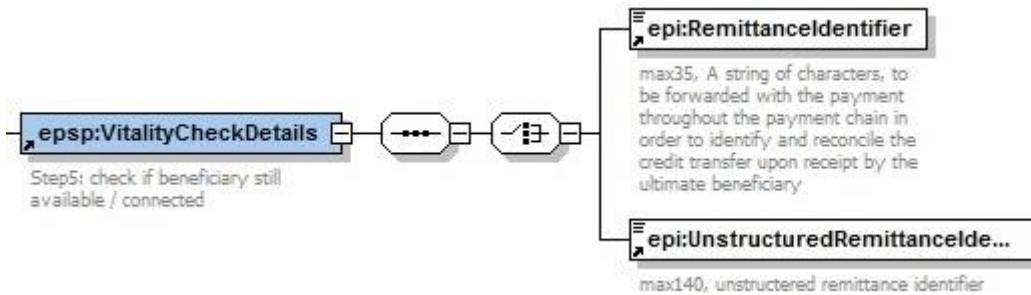 epi:RemittanceIdentifier
max35, A string of characters, to
be forwarded with the payment
throughout the payment chain in
order to identify and reconcile the
credit transfer upon receipt by the
ultimate beneficiary
epsp:VitalityCheckDetails
Step5: check if beneficiary still
available / connected
epi:UnstructuredRemittanceIde...
max140, unstructered remittance identifier